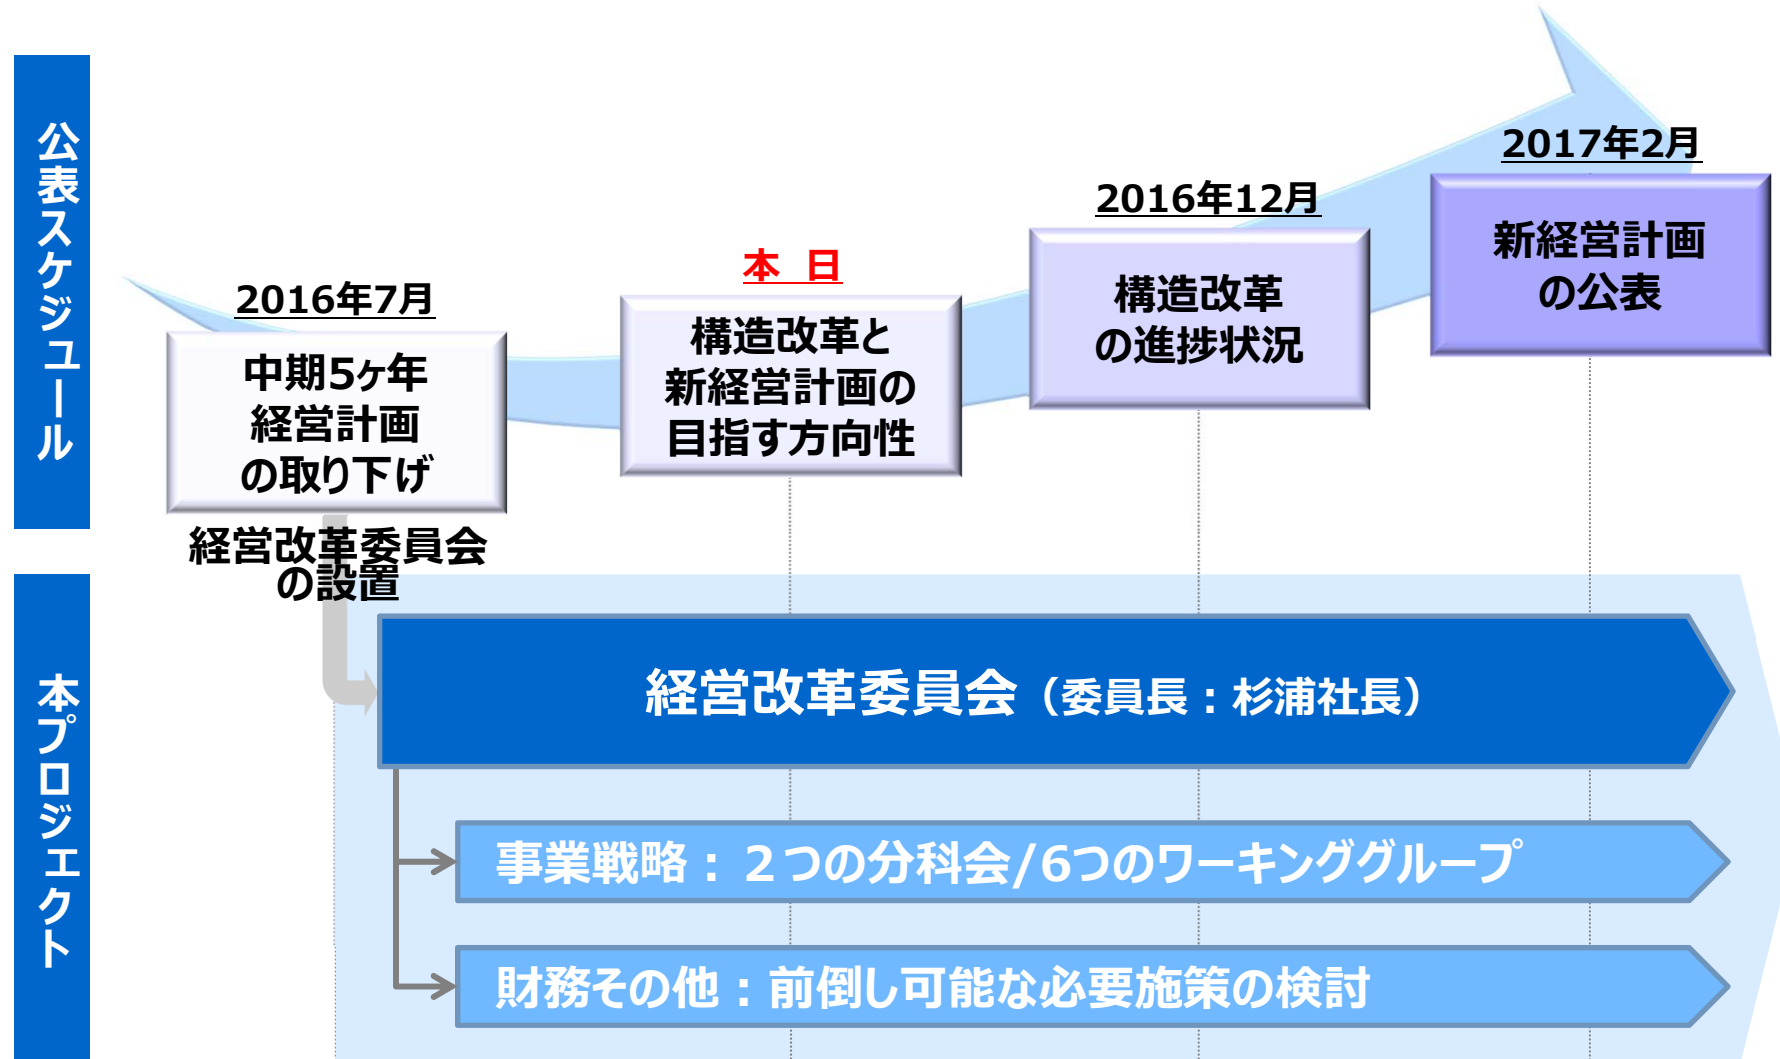 公表スケジュール
2016年7月
中期5ヶ年
経営計画
の取り下げ
経営改革委員会
の設置
本 日
構造改革と
新経営計画の
目指す方向性
2016年12月
構造改革
の進捗状況
2017年2月
新経営計画
の公表
本プロジェクト
経営改革委員会（委員長：杉浦社長）
事業戦略：２つの分科会/6つのワーキンググループ
財務その他：前倒し可能な必要施策の検討